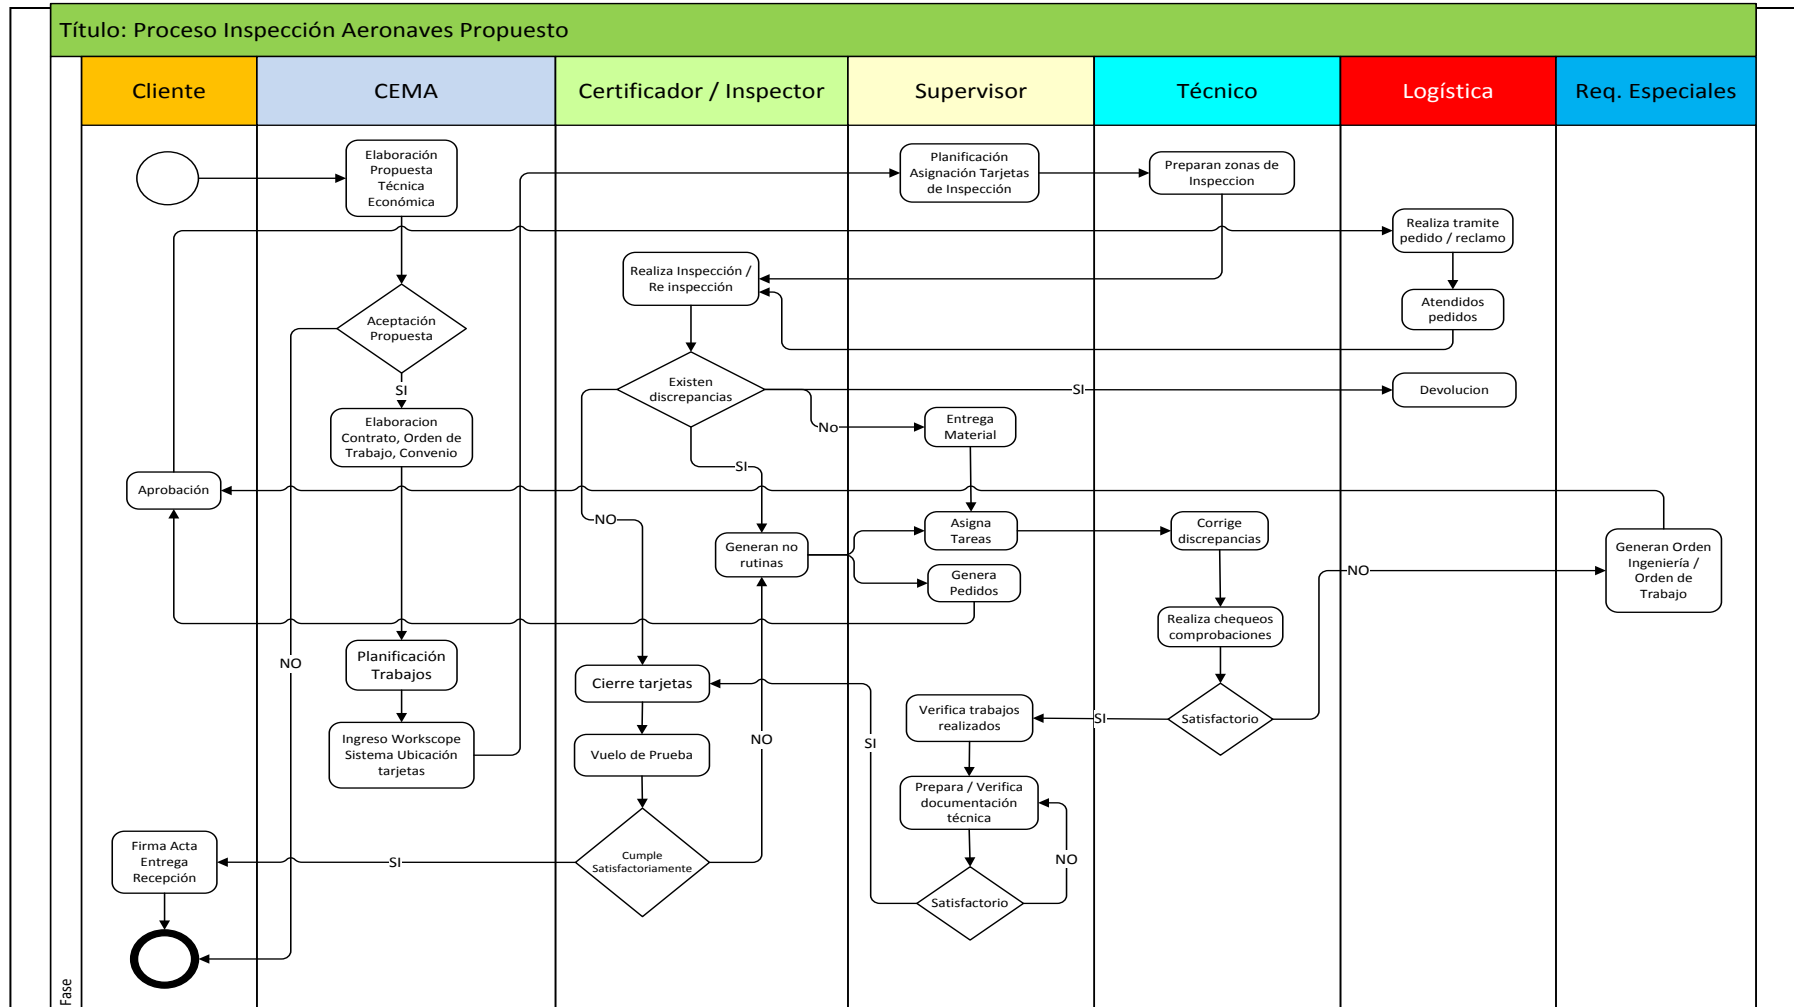 Título: Proceso Inspección Aeronaves Propuesto
Fase
Cliente
CEMA
Certificador / Inspector
Supervisor
Técnico
Logística
Req. Especiales
Elaboración
Propuesta
Técnica
Económica
Planificación
Asignación Tarjetas
de Inspección
Preparan zonas de
Inspeccion
Realiza tramite
pedido / reclamo
Realiza Inspección /
Re inspección
Atendidos
pedidos
Aceptación
Propuesta
SI
Existen
discrepancias
SI
Devolucion
No
Entrega
Material
Elaboracion
Contrato, Orden de
Trabajo, Convenio
SI
Aprobación
NO
Generan no
rutinas
Asigna
Tareas
Corrige
discrepancias
Genera
Pedidos
NO
Generan Orden
Ingeniería /
Orden de
Trabajo
Realiza chequeos
comprobaciones
NO
Planificación
Trabajos
Cierre tarjetas
Verifica trabajos
realizados
SI
Satisfactorio
Ingreso Workscope
Sistema Ubicación
tarjetas
Vuelo de Prueba
NO
SI
Prepara / Verifica
documentación
técnica
Firma Acta
Entrega
Recepción
SI
Cumple
Satisfactoriamente
NO
Satisfactorio